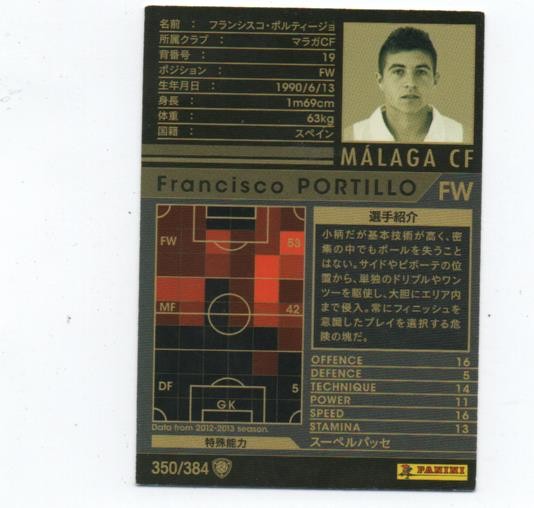 名前 : フランシスコ・ポルティージョ
所属クラブ : マラガCF
背番号 : 19
ポジション : FW
生年月日 : 1990/6/13
身長 : 1m69cm
体重 : 63kg
国籍 : スペイン
MÁLAGA CF
Francisco PORTILLO FW
FW 53
MF 42
DF 5
GK
Data from 2012-2013 season.
選手紹介
小柄だが基本技術が高く、密
集の中でもボールを失うこと
はない。サイドやピボーテの位
置から、単独のドリブルやワン
ツーを駆使し、大胆にエリア内
まで侵入。常にフィニッシュを
意識したプレイを選択する危
険の塊だ。
OFFENCE 16
DEFENCE 5
TECHNIQUE 14
POWER 11
SPEED 16
STAMINA 13
特殊能力 スーペルパッセ
350/384
PANINI